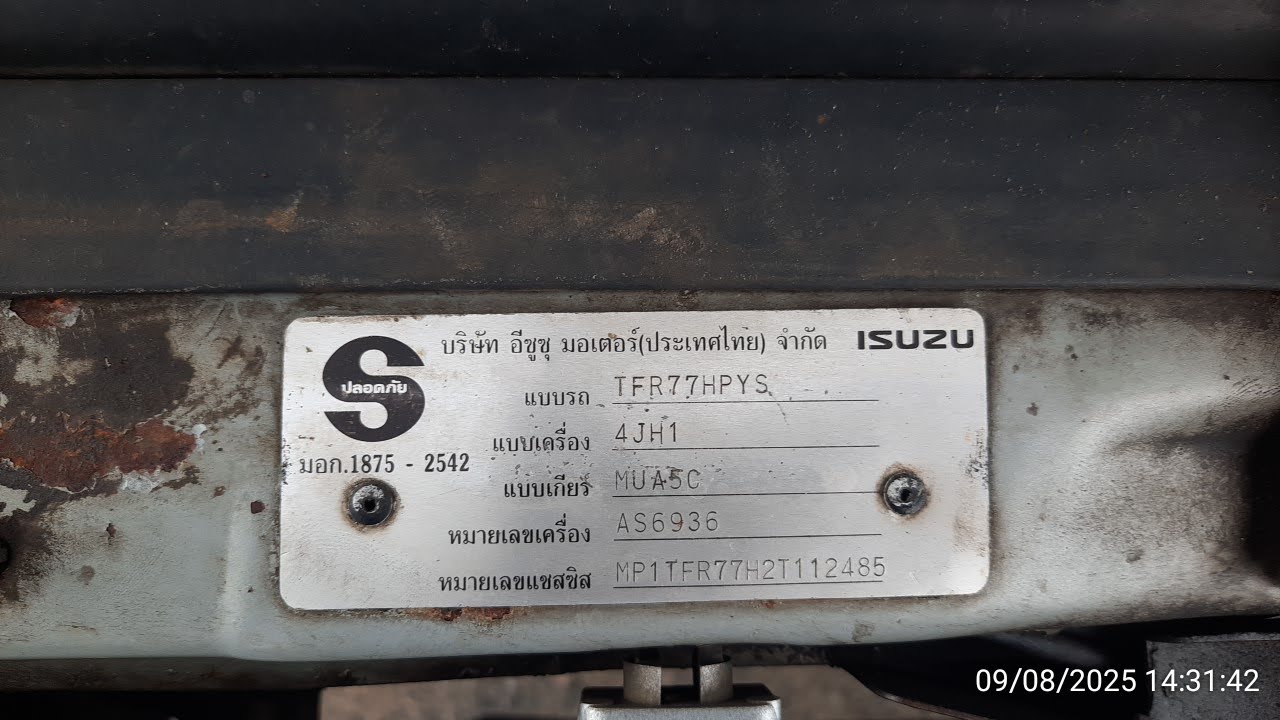 บริษัท อีซูซุ มอเตอร์(ประเทศไทย) จำกัด ISUZU
ปลอดภัย
แบบรถ TFR77HPYS
แบบเครื่อง 4JH1
มอก.1875 - 2542
แบบเกียร์ MUA5C
หมายเลขเครื่อง AS6936
หมายเลขแชสซิส MP1TFR77H2T112485
09/08/2025 14:31:42